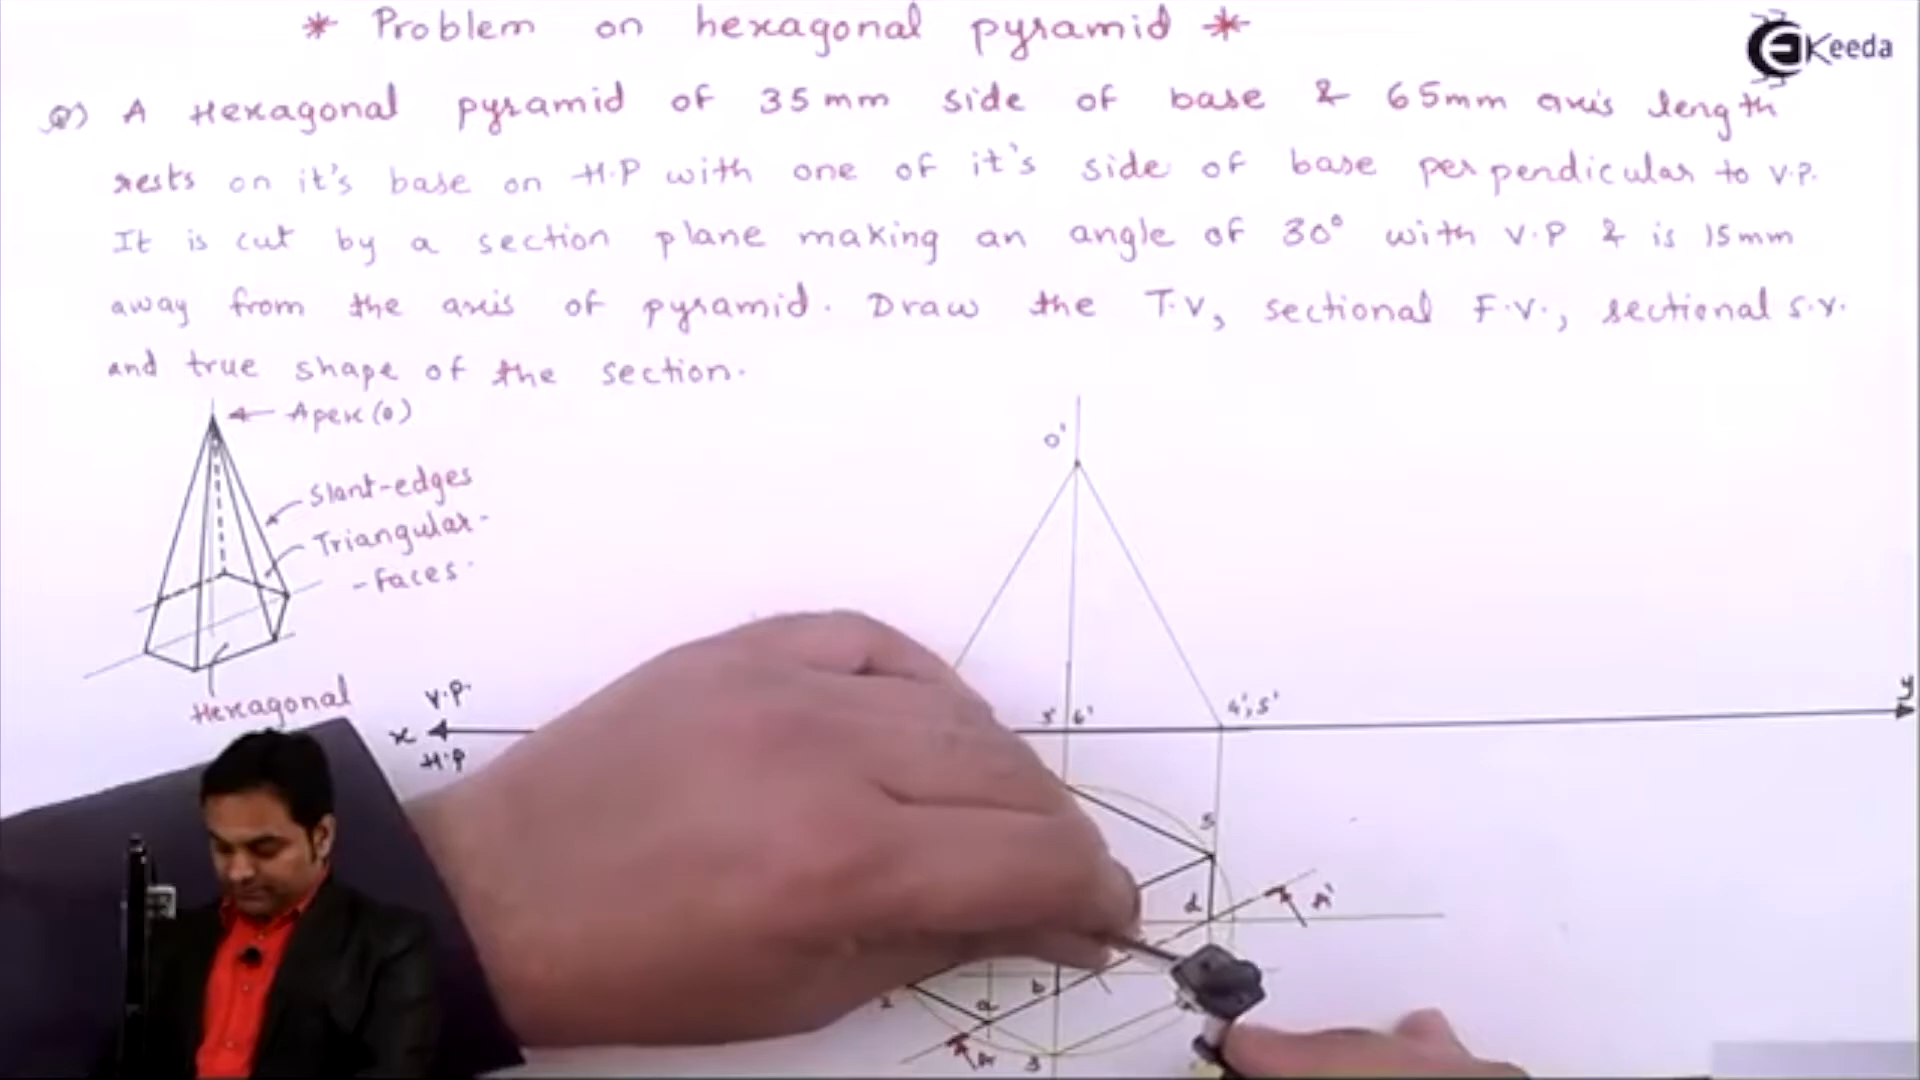 * Problem on hexagonal pyramid *
Ekeeda
Q) A Hexagonal pyramid of 35mm side of base & 65mm axis length
rests on it's base on H.P with one of it's side of base perpendicular to V.P.
It is cut by a section plane making an angle of 30° with V.P & is 15mm
away from the axis of pyramid. Draw the T.V, sectional F.V., sectional S.V.
and true shape of the section.
Apex (o)
Slant-edges
Triangular-
-faces.
Hexagonal
o'
V.P.
x
H.P
3' 6'
4', 5'
y
5
d
A'
2
a
b
A
3